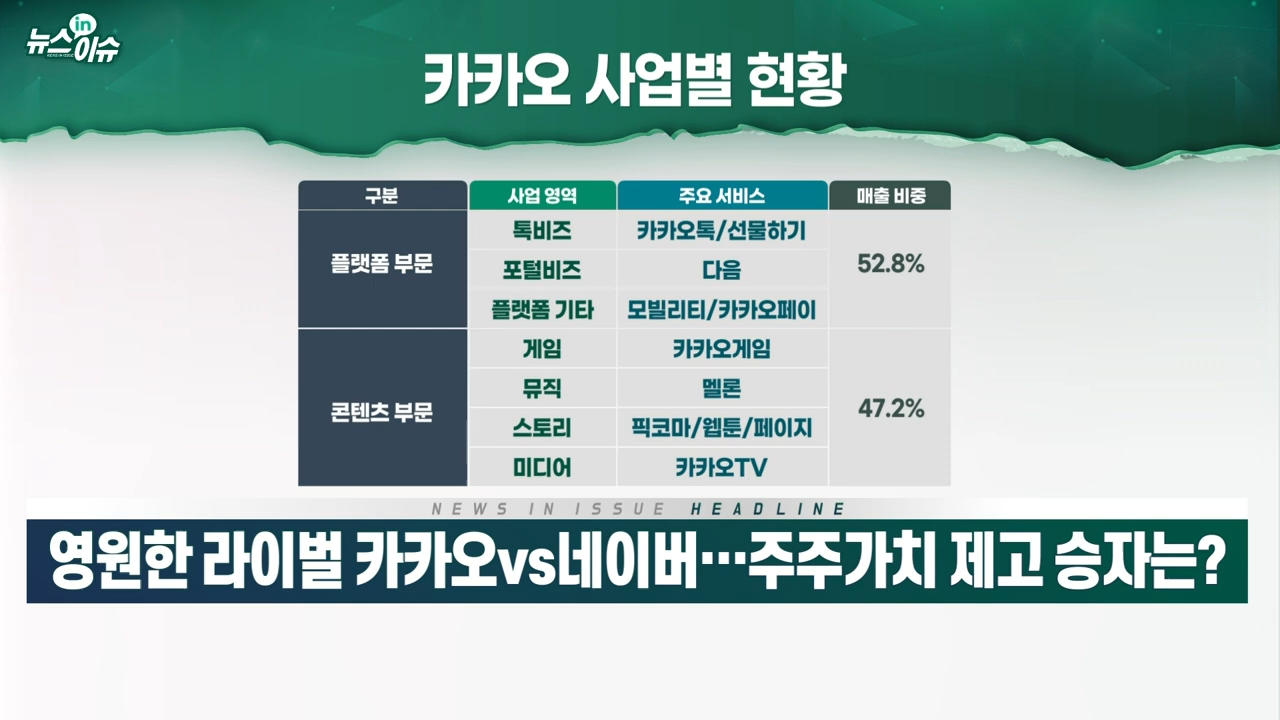 뉴스in이슈
카카오 사업별 현황
구분 사업 영역 주요 서비스 매출 비중
플랫폼 부문 톡비즈 카카오톡/선물하기 52.8%
포털비즈 다음
플랫폼 기타 모빌리티/카카오페이
콘텐츠 부문 게임 카카오게임 47.2%
뮤직 멜론
스토리 픽코마/웹툰/페이지
미디어 카카오TV
NEWS IN ISSUE HEADLINE
영원한 라이벌 카카오vs네이버…주주가치 제고 승자는?